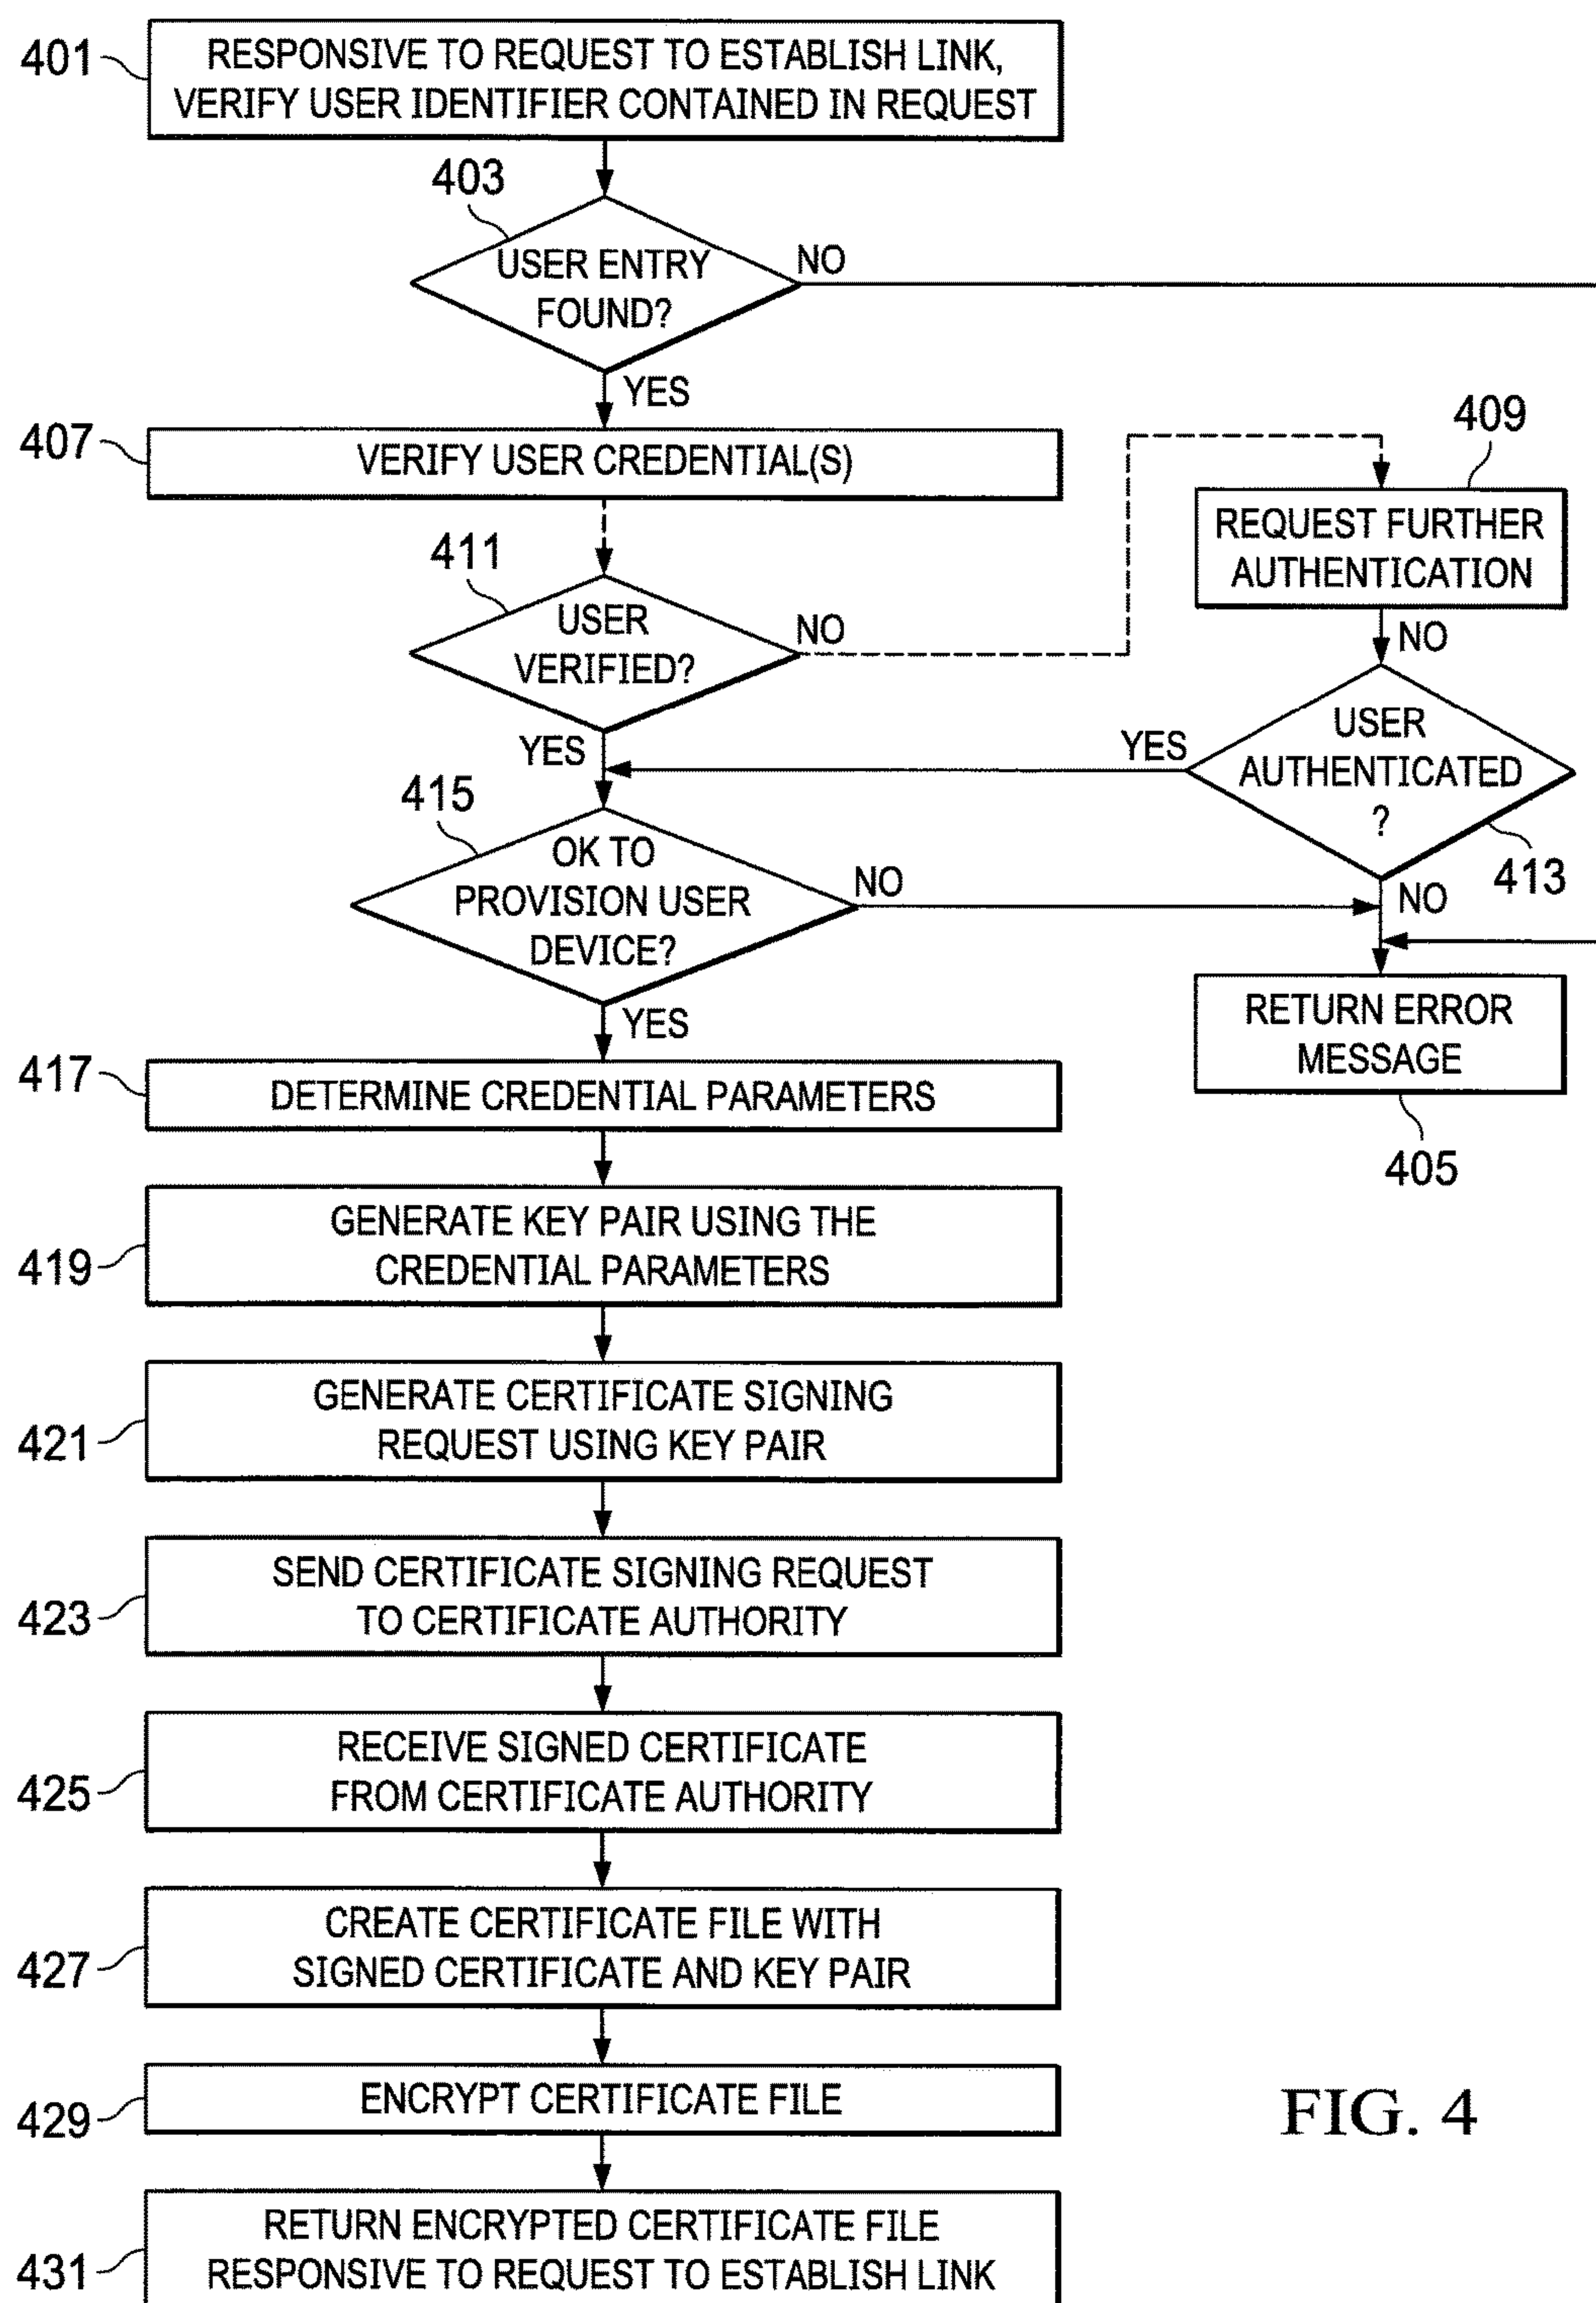 401
RESPONSIVE TO REQUEST TO ESTABLISH LINK,
VERIFY USER IDENTIFIER CONTAINED IN REQUEST
403
USER ENTRY
FOUND?
NO
YES
407
VERIFY USER CREDENTIAL(S)
409
REQUEST FURTHER
AUTHENTICATION
NO
411
USER
VERIFIED?
NO
YES
USER
AUTHENTICATED
?
YES
413
NO
415
OK TO
PROVISION USER
DEVICE?
NO
YES
RETURN ERROR
MESSAGE
405
417
DETERMINE CREDENTIAL PARAMETERS
419
GENERATE KEY PAIR USING THE
CREDENTIAL PARAMETERS
421
GENERATE CERTIFICATE SIGNING
REQUEST USING KEY PAIR
423
SEND CERTIFICATE SIGNING REQUEST
TO CERTIFICATE AUTHORITY
425
RECEIVE SIGNED CERTIFICATE
FROM CERTIFICATE AUTHORITY
427
CREATE CERTIFICATE FILE WITH
SIGNED CERTIFICATE AND KEY PAIR
429
ENCRYPT CERTIFICATE FILE
431
RETURN ENCRYPTED CERTIFICATE FILE
RESPONSIVE TO REQUEST TO ESTABLISH LINK
FIG. 4